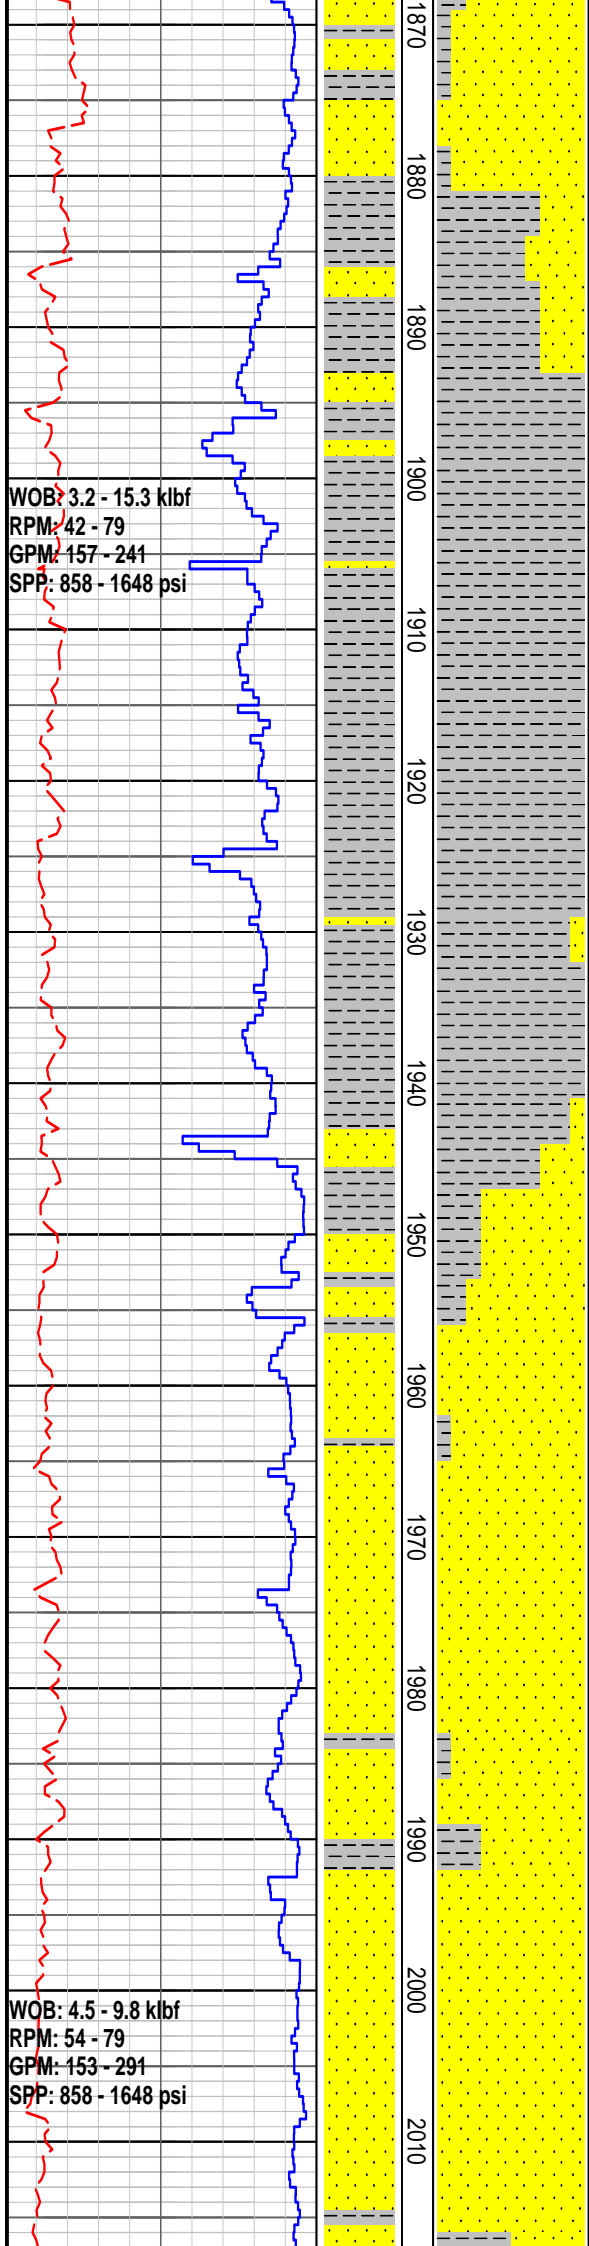 1870
1880
1890
1900
WOB: 3.2 - 15.3 klbf
RPM: 42 - 79
GPM: 157 - 241
SPP: 858 - 1648 psi
1910
1920
1930
1940
1950
1960
1970
1980
1990
2000
WOB: 4.5 - 9.8 klbf
RPM: 54 - 79
GPM: 153 - 291
SPP: 858 - 1648 psi
2010